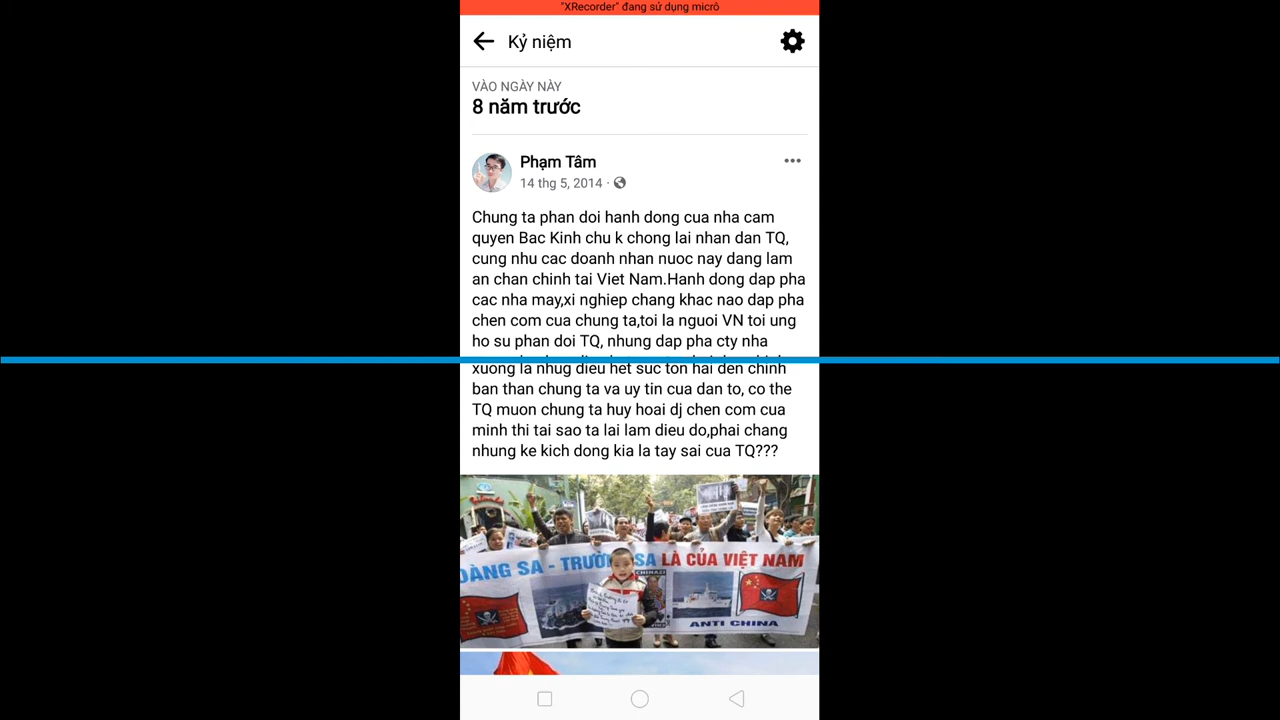 "XRecorder" đang sử dụng micrô
Kỷ niệm
VÀO NGÀY NÀY
8 năm trước
Phạm Tâm
14 thg 5, 2014 ·
Chung ta phan doi hanh dong cua nha cam
quyen Bac Kinh chu k chong lai nhan dan TQ,
cung nhu cac doanh nhan nuoc nay dang lam
an chan chinh tai Viet Nam.Hanh dong dap pha
cac nha may,xi nghiep chang khac nao dap pha
chen com cua chung ta,toi la nguoi VN toi ung
ho su phan doi TQ, nhung dap pha cty nha
xuong la nhug dieu het suc ton hai den chinh
ban than chung ta va uy tin cua dan to, co the
TQ muon chung ta huy hoai dj chen com cua
minh thi tai sao ta lai lam dieu do,phai chang
nhung ke kich dong kia la tay sai cua TQ???
OÀNG SA - TRƯỜNG SA LÀ CỦA VIỆT NAM
ANTI CHINA